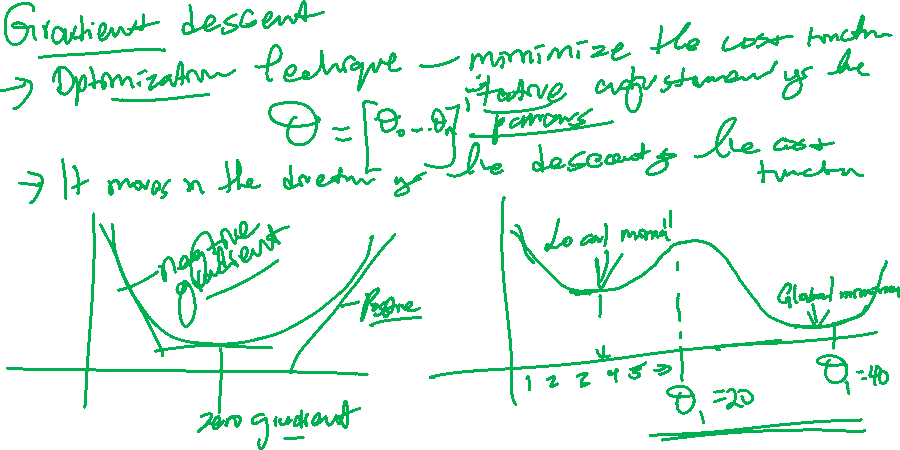 Gradient descent
→ Optimization Technique — minimize the cost function
iterative adjustment of the
θ = [θ₀ ... θₙ] params
→ It moves in the direction of the descent of the cost
function
negative
gradient
Positive
zero gradient
Local minima
Global minimum
1 2 2 4 5
θ₁ = 20
θ₁ = 40